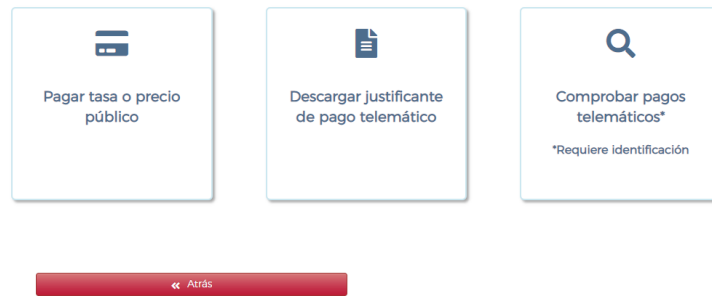 Pagar tasa o precio
público
Descargar justificante
de pago telemático
Comprobar pagos
telemáticos*
*Requiere identificación
Atrás